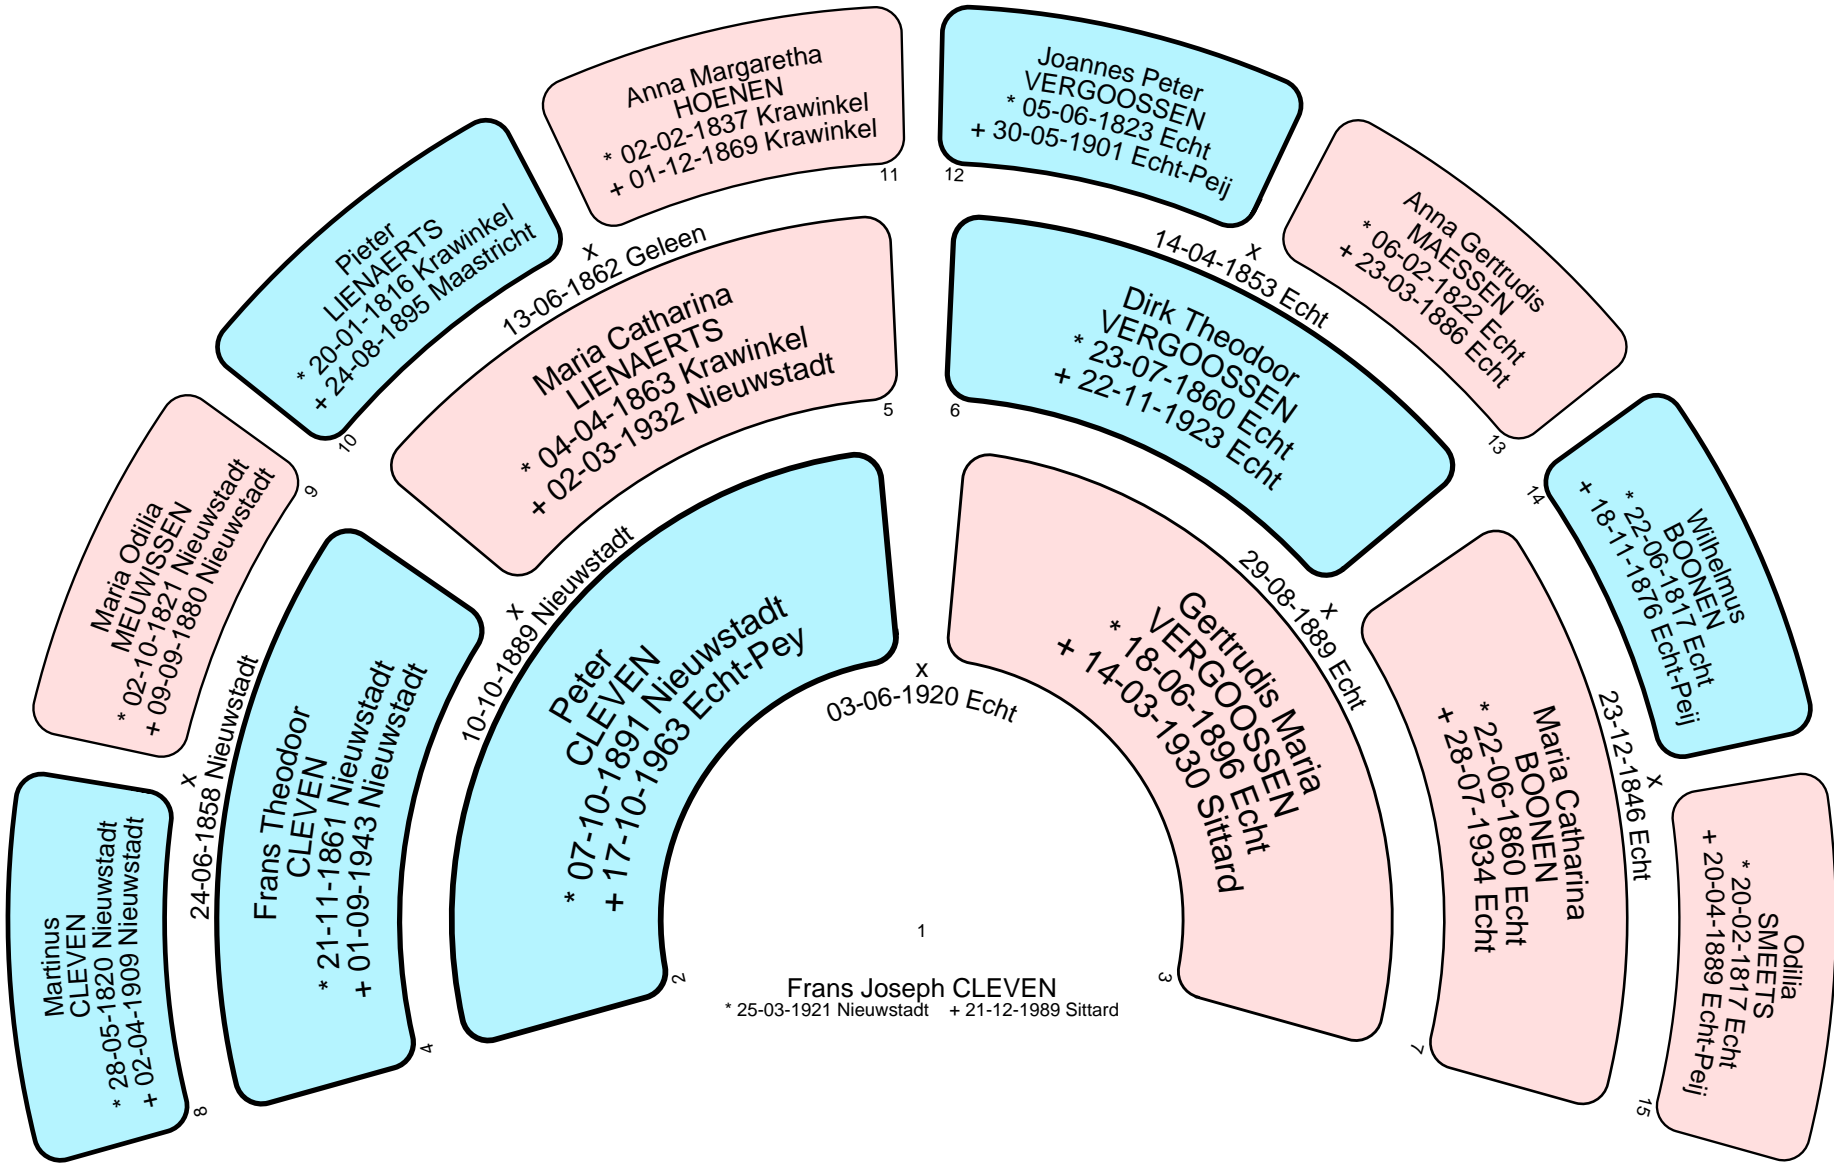 Anna Margaretha
HOENEN
* 02-02-1837 Krawinkel
+ 01-12-1869 Krawinkel
11
Joannes Peter
VERGOOSSEN
* 05-06-1823 Echt
+ 30-05-1901 Echt-Peij
12
Pieter
LIENAERTS
* 20-01-1816 Krawinkel
+ 24-08-1895 Maastricht
10
x
13-06-1862 Geleen
x
14-04-1853 Echt
Anna Gertrudis
MAESSEN
* 06-02-1822 Echt
+ 23-03-1886 Echt
13
Maria Catharina
LIENAERTS
* 04-04-1863 Krawinkel
+ 02-03-1932 Nieuwstadt
5
Dirk Theodoor
VERGOOSSEN
* 23-07-1860 Echt
+ 22-11-1923 Echt
6
Maria Odilia
MEUWISSEN
* 02-10-1821 Nieuwstadt
+ 09-09-1880 Nieuwstadt
9
Wilhelmus
BOONEN
* 22-06-1817 Echt
+ 18-11-1876 Echt-Peij
14
x
10-10-1889 Nieuwstadt
x
29-08-1889 Echt
Peter
CLEVEN
* 07-10-1891 Nieuwstadt
+ 17-10-1963 Echt-Pey
2
x
03-06-1920 Echt
Gertrudis Maria
VERGOOSSEN
* 18-06-1896 Echt
+ 14-03-1930 Sittard
3
x
24-06-1858 Nieuwstadt
Frans Theodoor
CLEVEN
* 21-11-1861 Nieuwstadt
+ 01-09-1943 Nieuwstadt
4
Maria Catharina
BOONEN
* 22-06-1860 Echt
+ 28-07-1934 Echt
7
x
23-12-1846 Echt
Martinus
CLEVEN
* 28-05-1820 Nieuwstadt
+ 02-04-1909 Nieuwstadt
8
Odilia
SMEETS
* 20-02-1817 Echt
+ 20-04-1889 Echt-Peij
15
1
Frans Joseph CLEVEN
* 25-03-1921 Nieuwstadt + 21-12-1989 Sittard